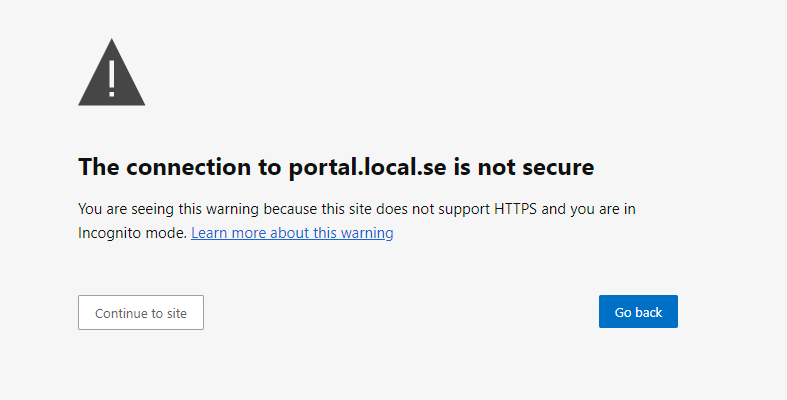 The connection to portal.local.se is not secure
You are seeing this warning because this site does not support HTTPS and you are in
Incognito mode. Learn more about this warning
Continue to site
Go back